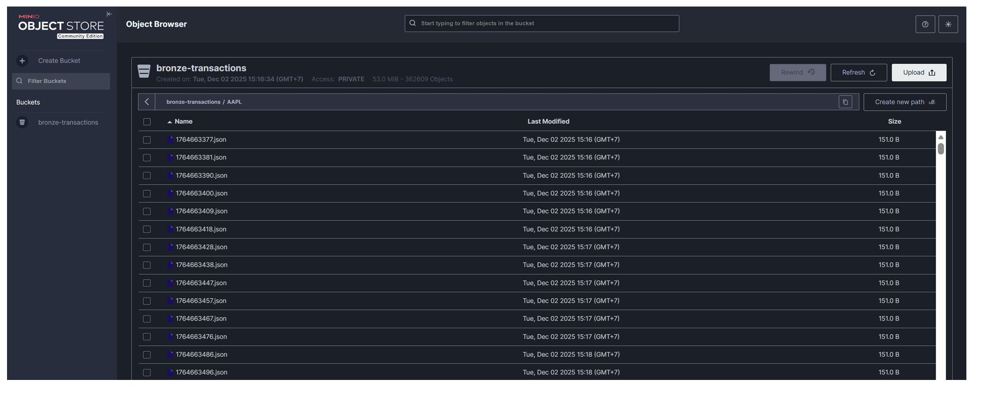 MINIO
OBJECT STORE
Community Edition
Create Bucket
Filter Buckets
Buckets
bronze-transactions
Object Browser
Start typing to filter objects in the bucket
bronze-transactions
Created on: Tue, Dec 02 2025 15:16:34 (GMT+7) Access: PRIVATE 53.0 MiB - 362609 Objects
Rewind Refresh Upload
bronze-transactions / AAPL
Create new path
Name Last Modified Size
1764663377.json Tue, Dec 02 2025 15:16 (GMT+7) 151.0 B
1764663381.json Tue, Dec 02 2025 15:16 (GMT+7) 151.0 B
1764663390.json Tue, Dec 02 2025 15:16 (GMT+7) 151.0 B
1764663400.json Tue, Dec 02 2025 15:16 (GMT+7) 151.0 B
1764663409.json Tue, Dec 02 2025 15:16 (GMT+7) 151.0 B
1764663418.json Tue, Dec 02 2025 15:16 (GMT+7) 151.0 B
1764663428.json Tue, Dec 02 2025 15:17 (GMT+7) 151.0 B
1764663438.json Tue, Dec 02 2025 15:17 (GMT+7) 151.0 B
1764663447.json Tue, Dec 02 2025 15:17 (GMT+7) 151.0 B
1764663457.json Tue, Dec 02 2025 15:17 (GMT+7) 151.0 B
1764663467.json Tue, Dec 02 2025 15:17 (GMT+7) 151.0 B
1764663476.json Tue, Dec 02 2025 15:17 (GMT+7) 151.0 B
1764663486.json Tue, Dec 02 2025 15:18 (GMT+7) 151.0 B
1764663496.json Tue, Dec 02 2025 15:18 (GMT+7) 151.0 B